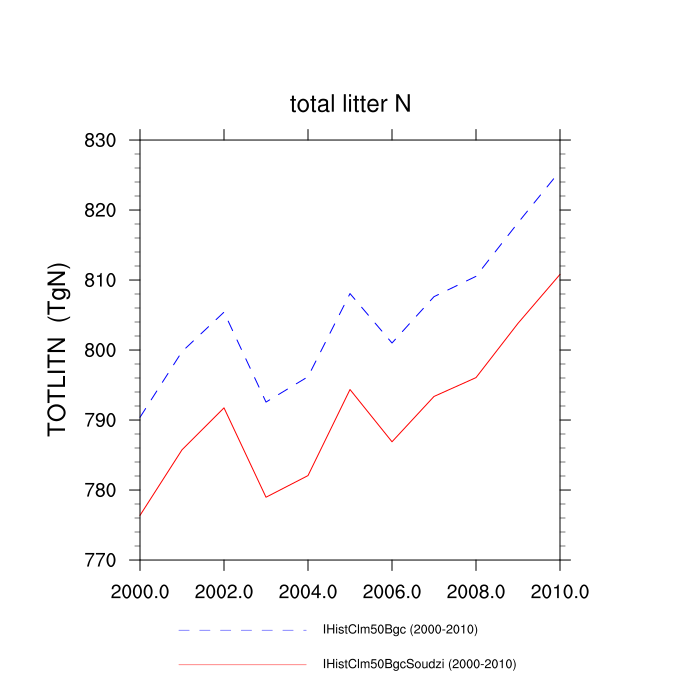 total litter N
830
820
810
800
790
780
770
TOTLITN (TgN)
2000.0 2002.0 2004.0 2006.0 2008.0 2010.0
IHistClm50Bgc (2000-2010)
IHistClm50BgcSoudzi (2000-2010)